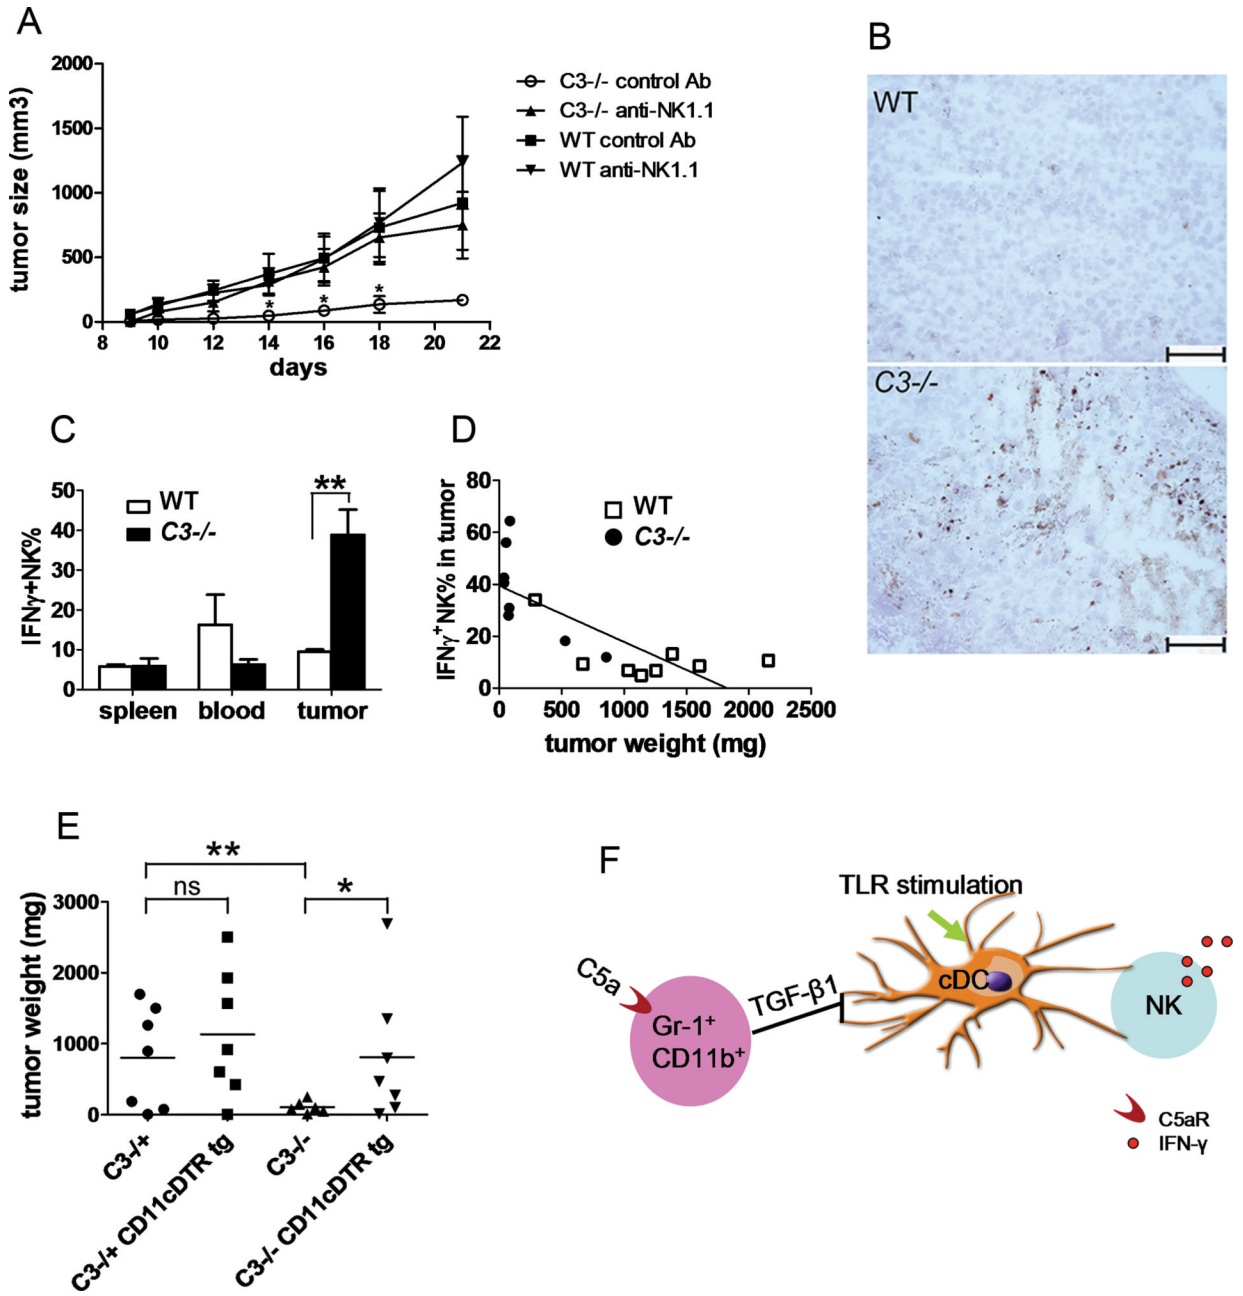 A
tumor size (mm3)
2000
1500
1000
500
0
8
10
12
14
16
18
20
22
days
*
*
*
C3-/- control Ab
C3-/- anti-NK1.1
WT control Ab
WT anti-NK1.1
B
WT
C3-/-
C
IFNγ+NK%
50
40
30
20
10
0
WT
C3-/-
**
spleen
blood
tumor
D
IFNγ+NK% in tumor
80
60
40
20
0
WT
C3-/-
0
500
1000
1500
2000
2500
tumor weight (mg)
E
tumor weight (mg)
**
ns
*
3000
2000
1000
0
C3-/+
C3-/+ CD11cDTR tg
C3-/-
C3-/- CD11cDTR tg
F
TLR stimulation
C5a
Gr-1+
CD11b+
TGF-β1
cDC
NK
C5aR
IFN-γ